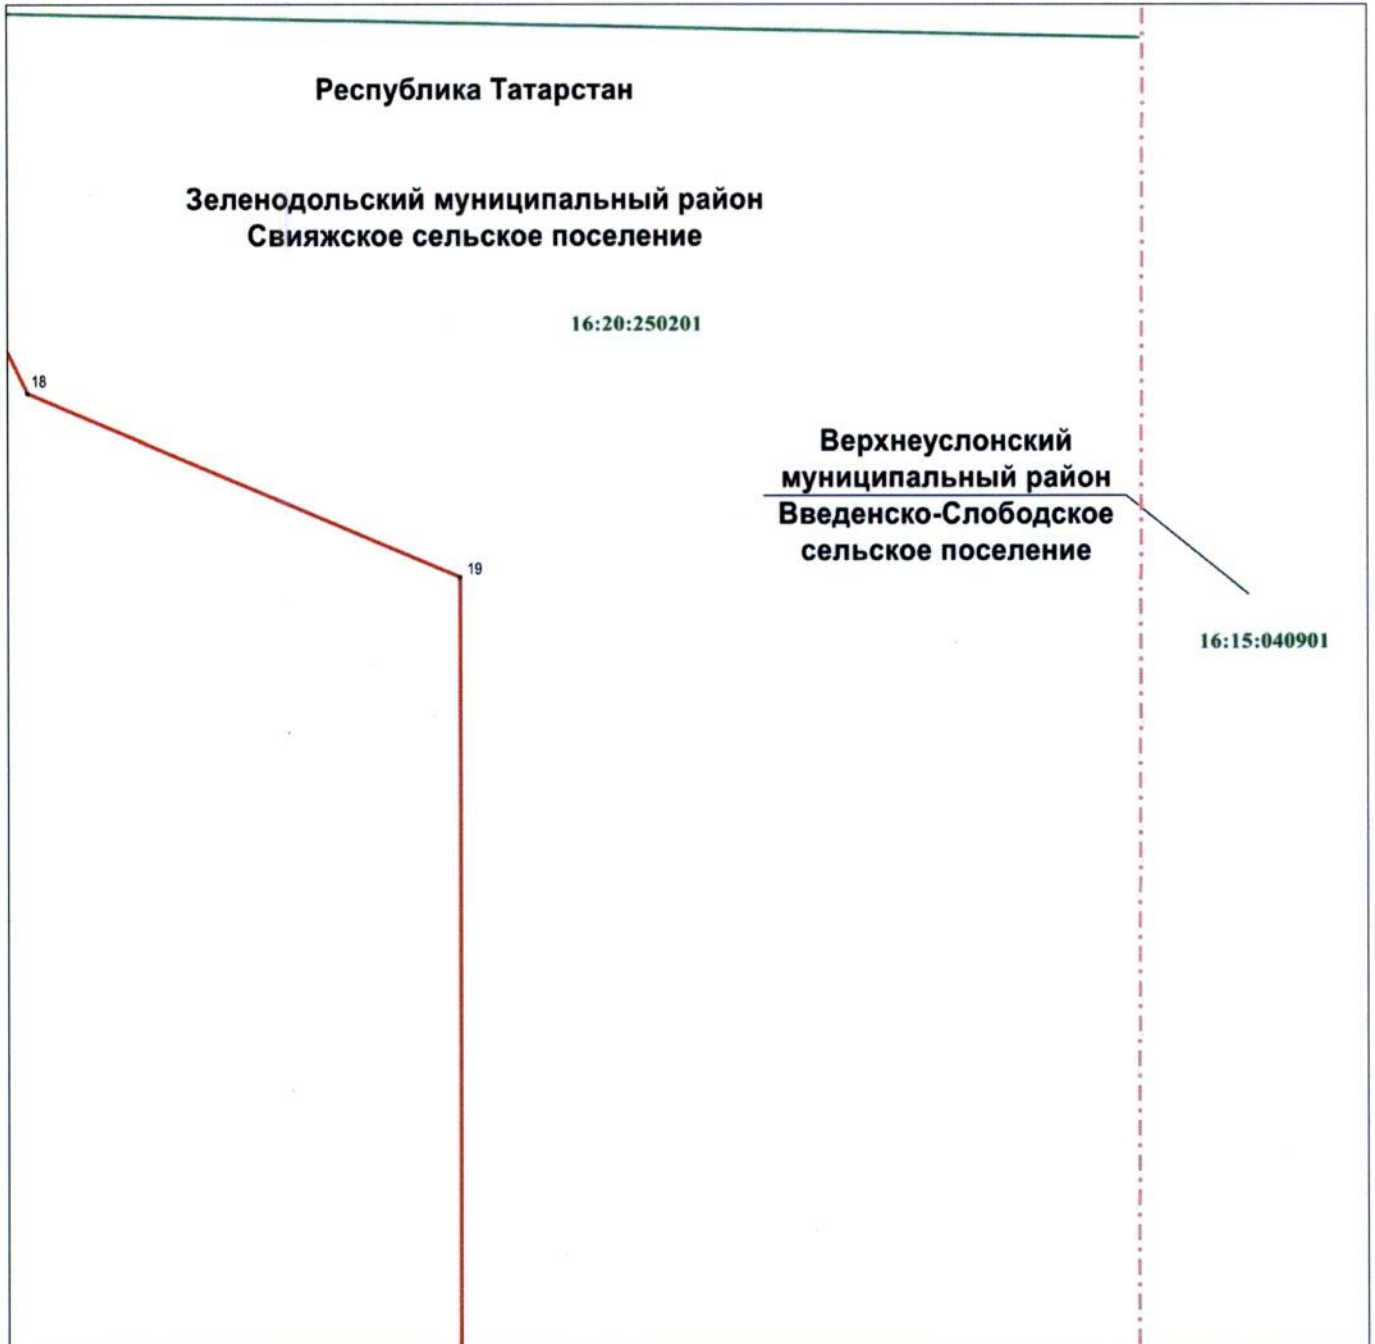 Республика Татарстан
Зеленодольский муниципальный район
Свияжское сельское поселение
16:20:250201
18
Верхнеуслонский
муниципальный район
Введенско-Слободское
сельское поселение
19
16:15:040901